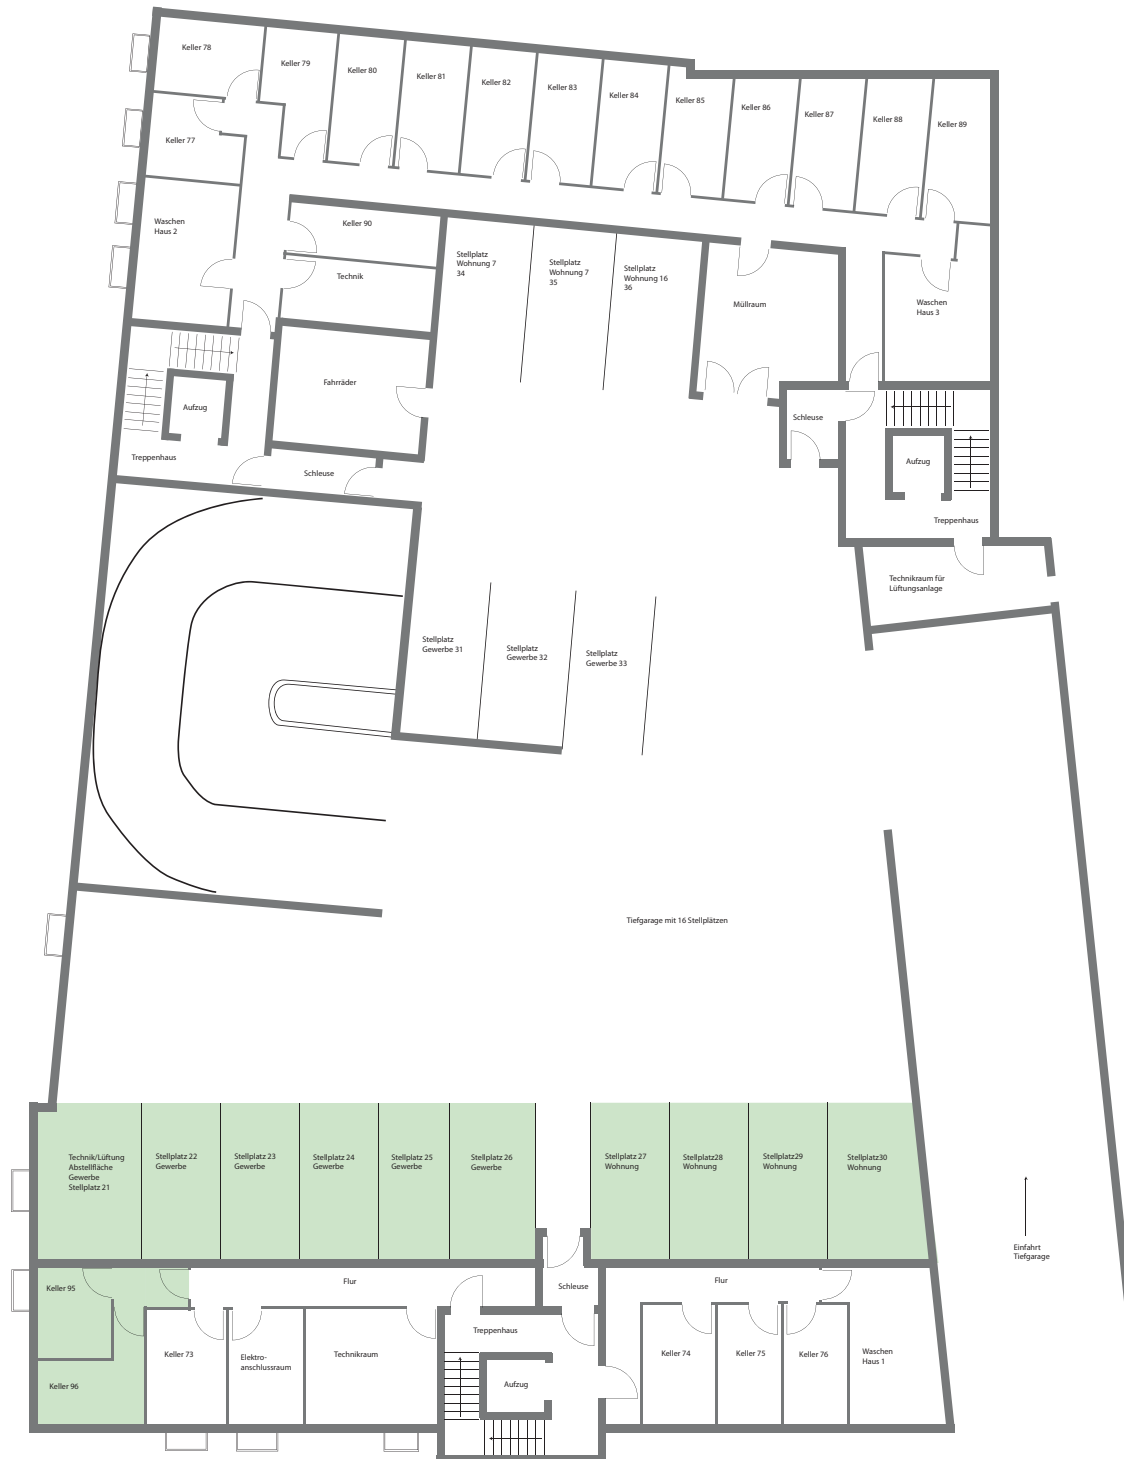 Keller 78
Keller 79
Keller 80
Keller 81
Keller 82
Keller 83
Keller 84
Keller 85
Keller 86
Keller 87
Keller 88
Keller 89
Keller 77
Waschen
Haus 2
Keller 90
Technik
Stellplatz
Wohnung 7
34
Stellplatz
Wohnung 7
35
Stellplatz
Wohnung 16
36
Müllraum
Waschen
Haus 3
Fahrräder
Aufzug
Treppenhaus
Schleuse
Schleuse
Aufzug
Treppenhaus
Technikraum für
Lüftungsanlage
Stellplatz
Gewerbe 31
Stellplatz
Gewerbe 32
Stellplatz
Gewerbe 33
Tiefgarage mit 16 Stellplätzen
Technik/Lüftung
Abstellfläche
Gewerbe
Stellplatz 21
Stellplatz 22
Gewerbe
Stellplatz 23
Gewerbe
Stellplatz 24
Gewerbe
Stellplatz 25
Gewerbe
Stellplatz 26
Gewerbe
Stellplatz 27
Wohnung
Stellplatz28
Wohnung
Stellplatz29
Wohnung
Stellplatz30
Wohnung
Einfahrt
Tiefgarage
Keller 95
Flur
Schleuse
Flur
Treppenhaus
Keller 73
Elektro-
anschlussraum
Technikraum
Keller 74
Keller 75
Keller 76
Waschen
Haus 1
Keller 96
Aufzug